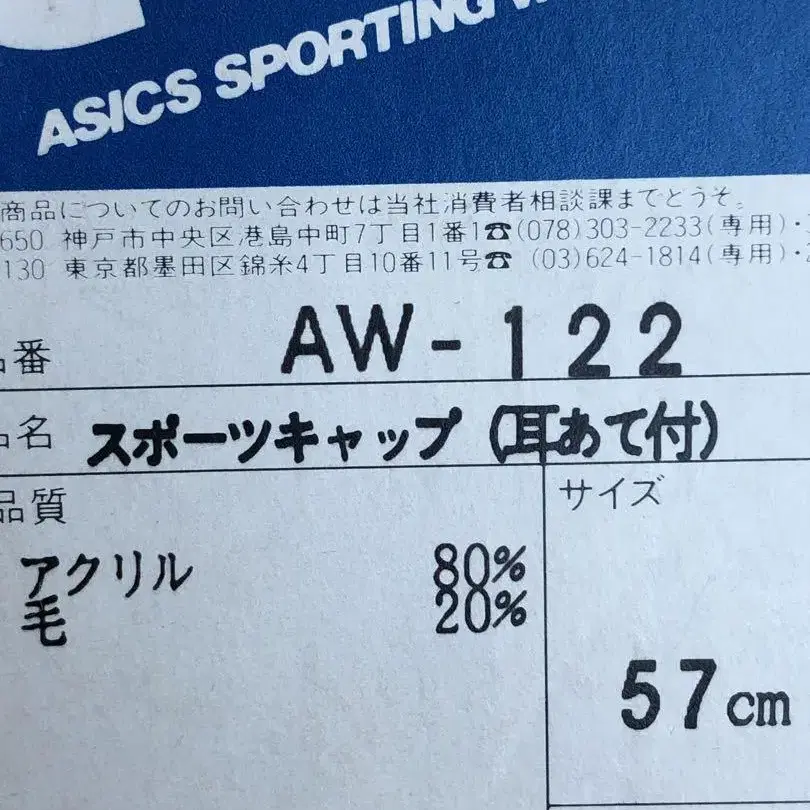 ASICS SPORTING
商品についてのお問い合わせは当社消費者相談課までどうぞ。
650 神戸市中央区港島中町7丁目1番1☎(078)303-2233(専用)・
130 東京都墨田区錦糸4丁目10番11号☎ (03)624-1814(専用)・
品番 AW-122
品名 スポーツキャップ(耳あて付)
品質 サイズ
アクリル 80%
毛 20%
57cm